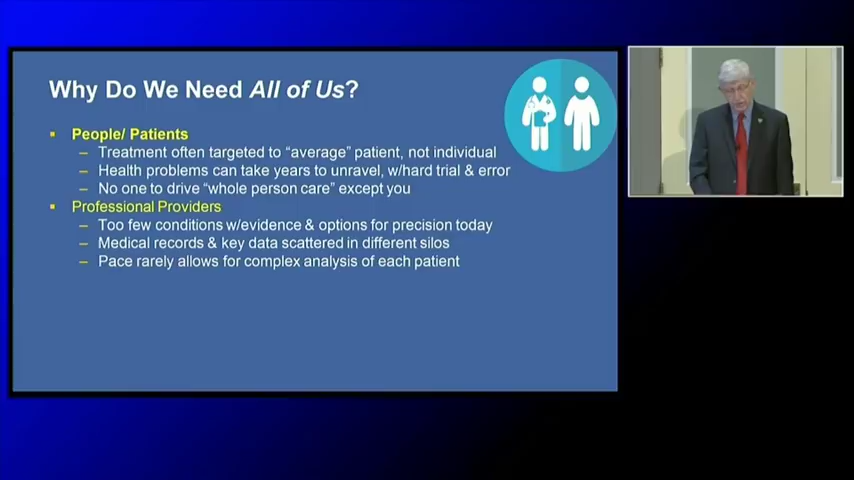 Why Do We Need All of Us?
People/ Patients
– Treatment often targeted to “average” patient, not individual
– Health problems can take years to unravel, w/hard trial & error
– No one to drive “whole person care” except you
Professional Providers
– Too few conditions w/evidence & options for precision today
– Medical records & key data scattered in different silos
– Pace rarely allows for complex analysis of each patient